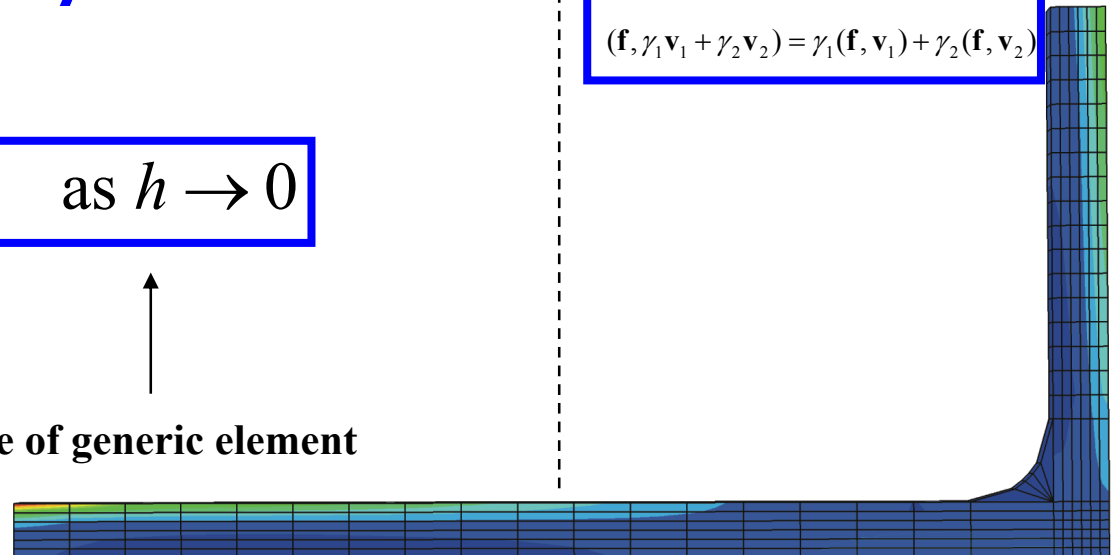 (f, γ₁v₁ + γ₂v₂) = γ₁(f, v₁) + γ₂(f, v₂)
as h → 0
of generic element